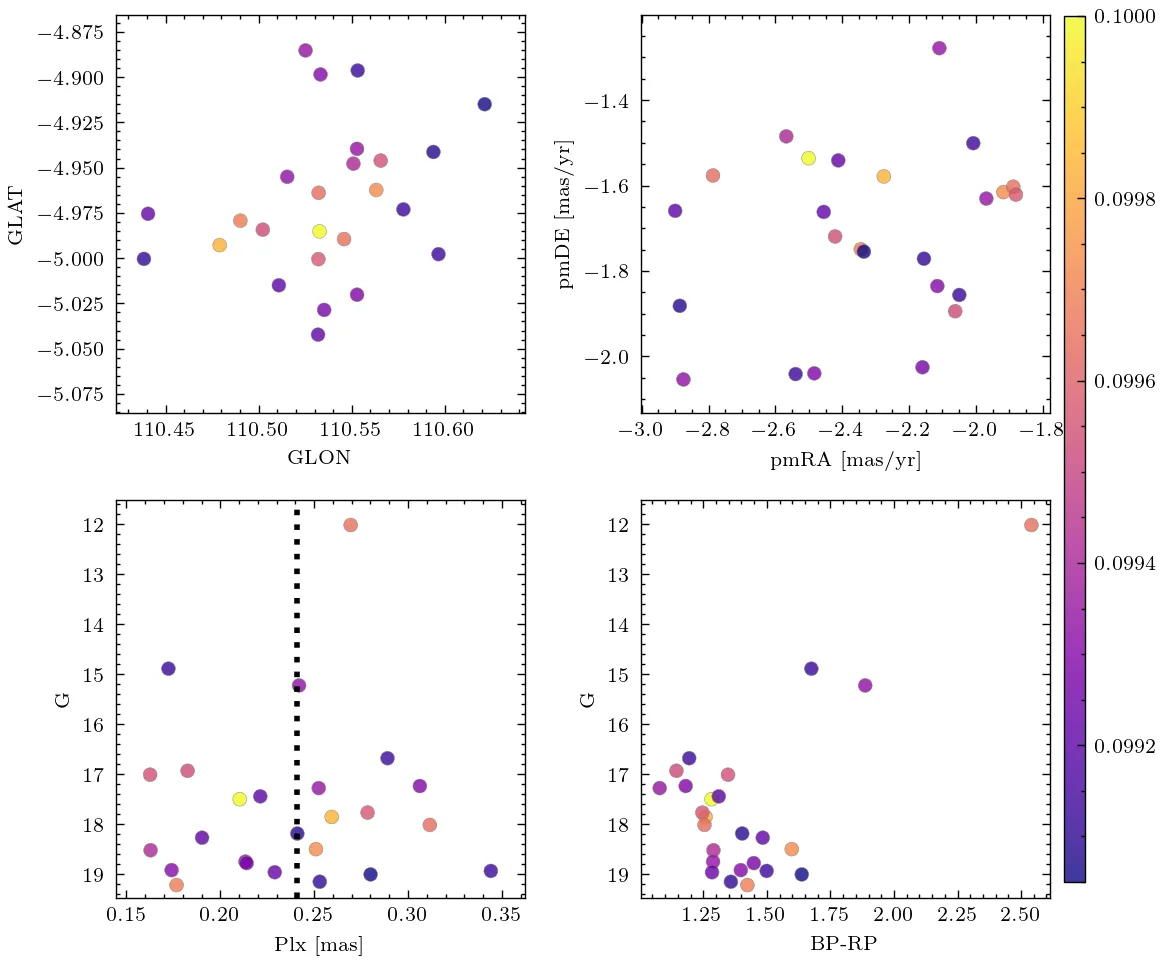 −4.875
−4.900
−4.925
−4.950
−4.975
−5.000
−5.025
−5.050
−5.075
GLAT
110.45 110.50 110.55 110.60
GLON
−1.4
−1.6
−1.8
−2.0
pmDE [mas/yr]
−3.0 −2.8 −2.6 −2.4 −2.2 −2.0 −1.8
pmRA [mas/yr]
0.1000
0.0998
0.0996
0.0994
0.0992
12
13
14
15
16
17
18
19
G
0.15 0.20 0.25 0.30 0.35
Plx [mas]
12
13
14
15
16
17
18
19
G
1.25 1.50 1.75 2.00 2.25 2.50
BP-RP